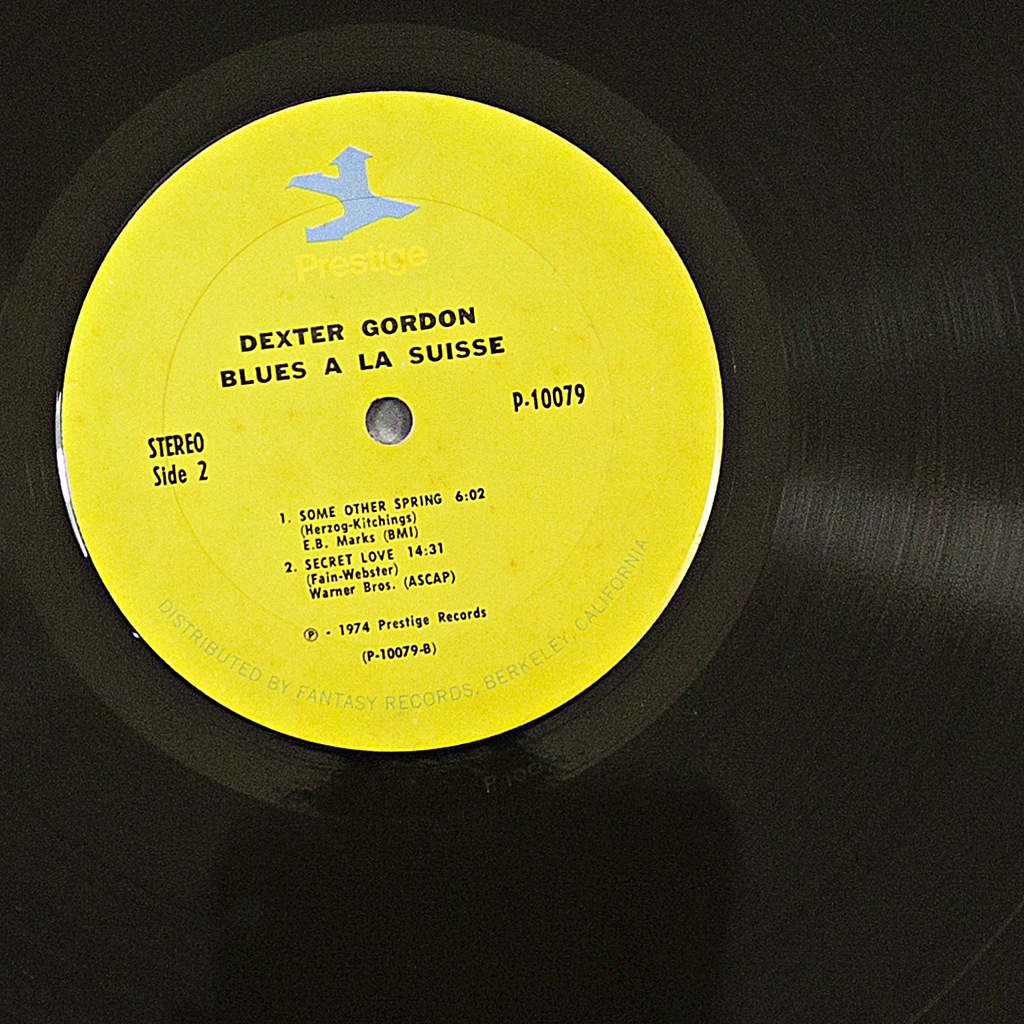 Prestige
DEXTER GORDON
BLUES A LA SUISSE
P-10079
STEREO
Side 2
1. SOME OTHER SPRING 6:02
(Herzog-Kitchings)
E.B. Marks (BMI)
2. SECRET LOVE 14:31
(Fain-Webster)
Warner Bros. (ASCAP)
Ⓟ - 1974 Prestige Records
(P-10079-B)
DISTRIBUTED BY FANTASY RECORDS, BERKELEY, CALIFORNIA